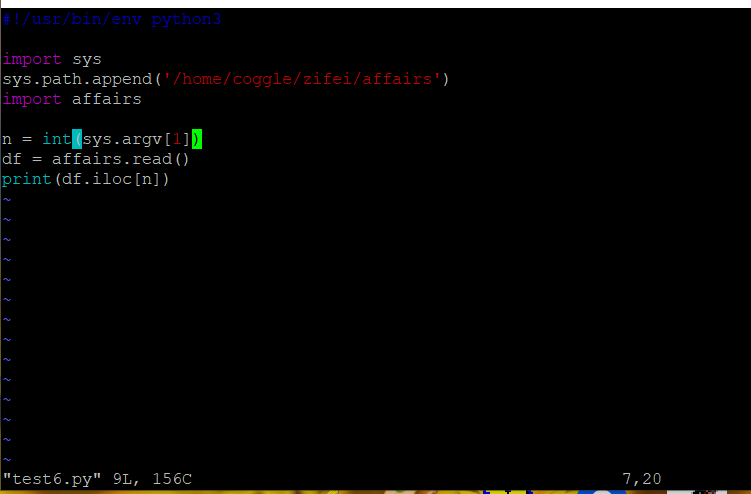 #!/usr/bin/env python3
import sys
sys.path.append('/home/coggle/zifei/affairs')
import affairs
n = int(sys.argv[1])
df = affairs.read()
print(df.iloc[n])
~
~
~
~
~
~
~
~
~
~
~
~
~
~
"test6.py" 9L, 156C 7,20